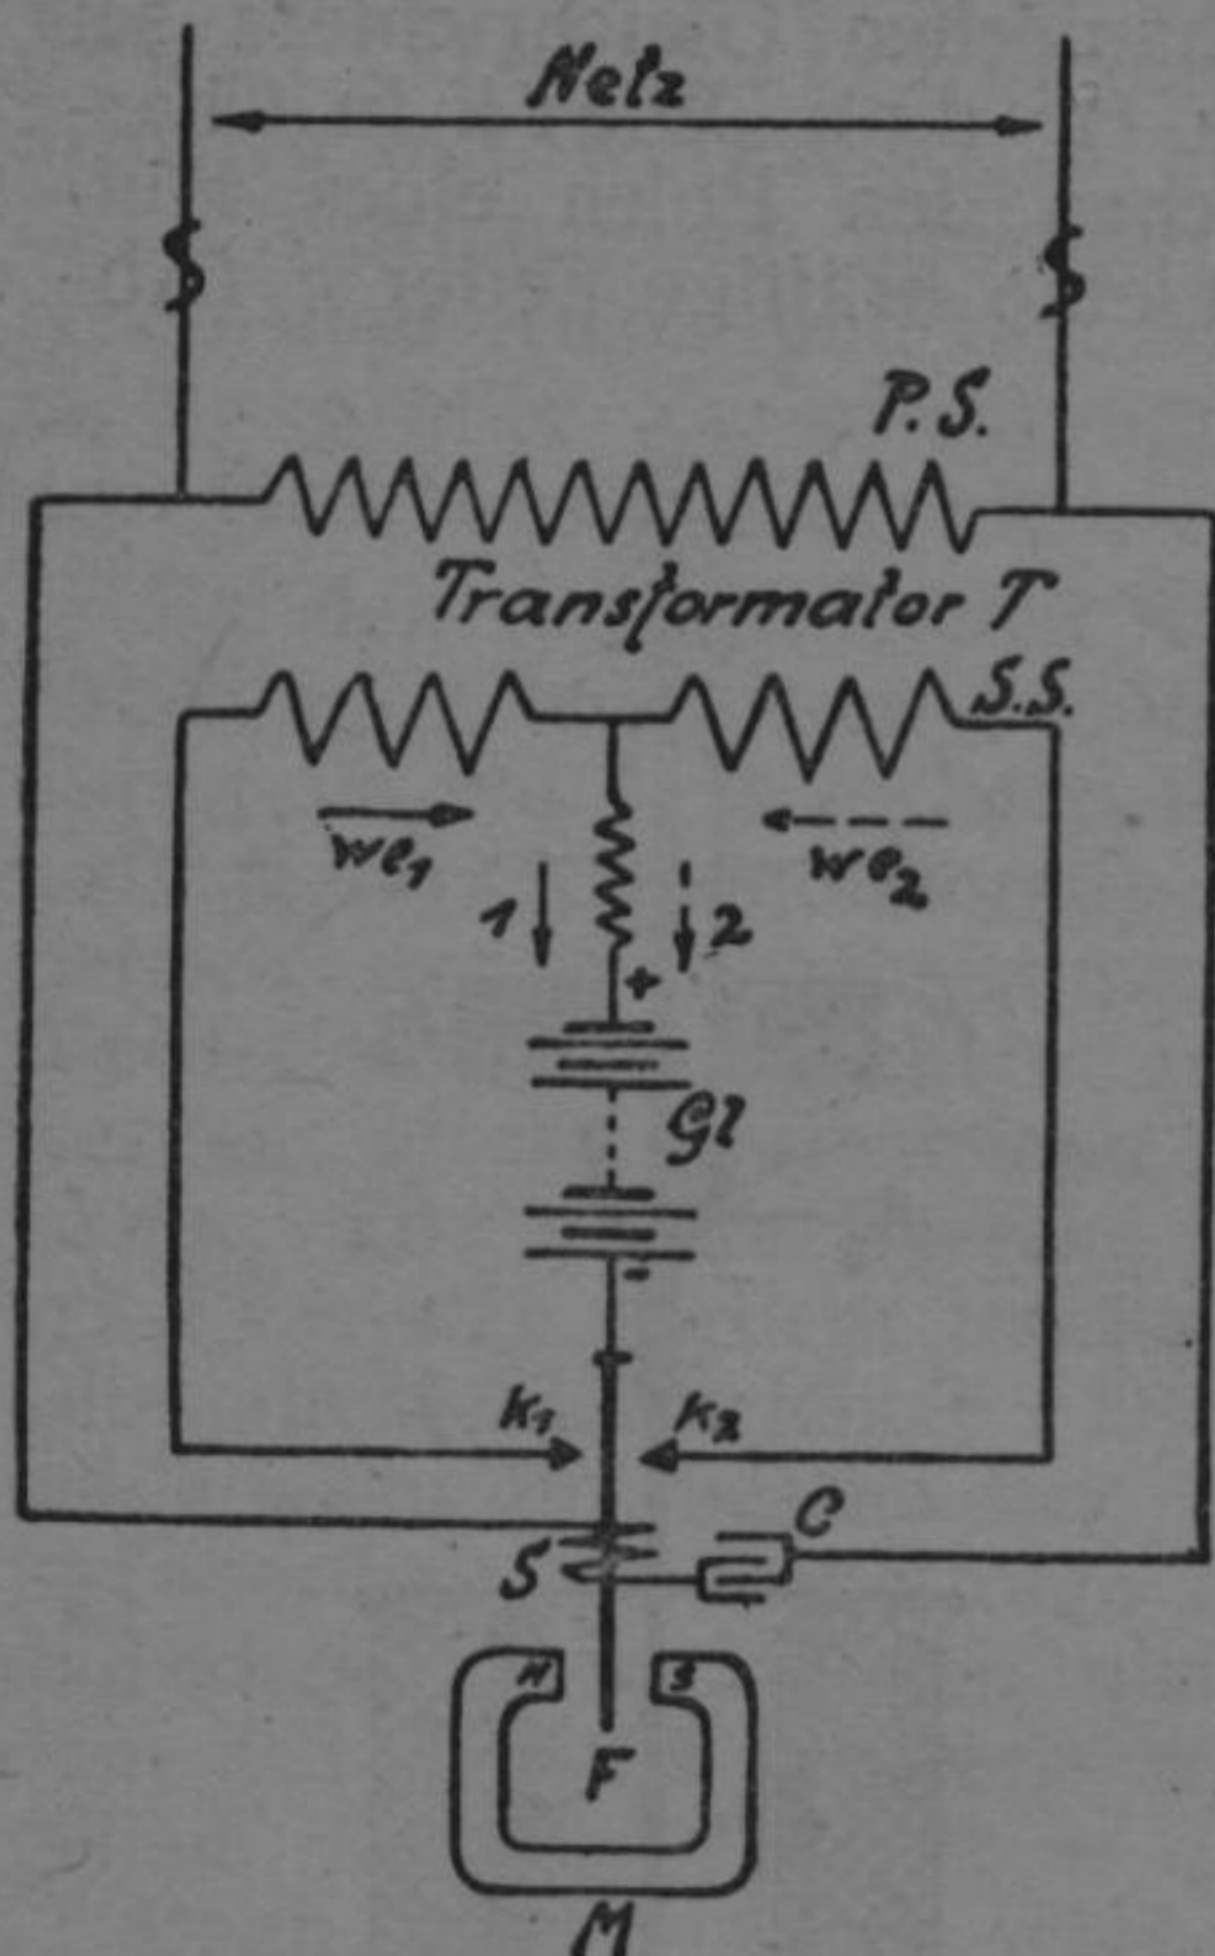 Netz
P. S.
Transformator T
S.S.
we₁
we₂
1
2
+
Gl
-
k₁
k₂
C
S
N
S
F
M